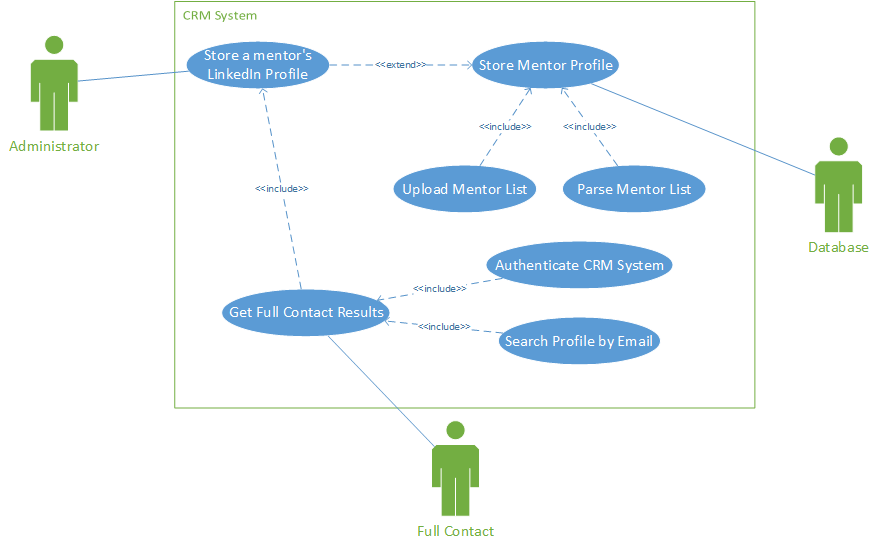 CRM System
Store a mentor's
LinkedIn Profile
<<extend>>
Store Mentor Profile
Administrator
<<include>>
<<include>>
<<include>>
Upload Mentor List
Parse Mentor List
Database
Authenticate CRM System
<<include>>
Get Full Contact Results
<<include>>
Search Profile by Email
Full Contact